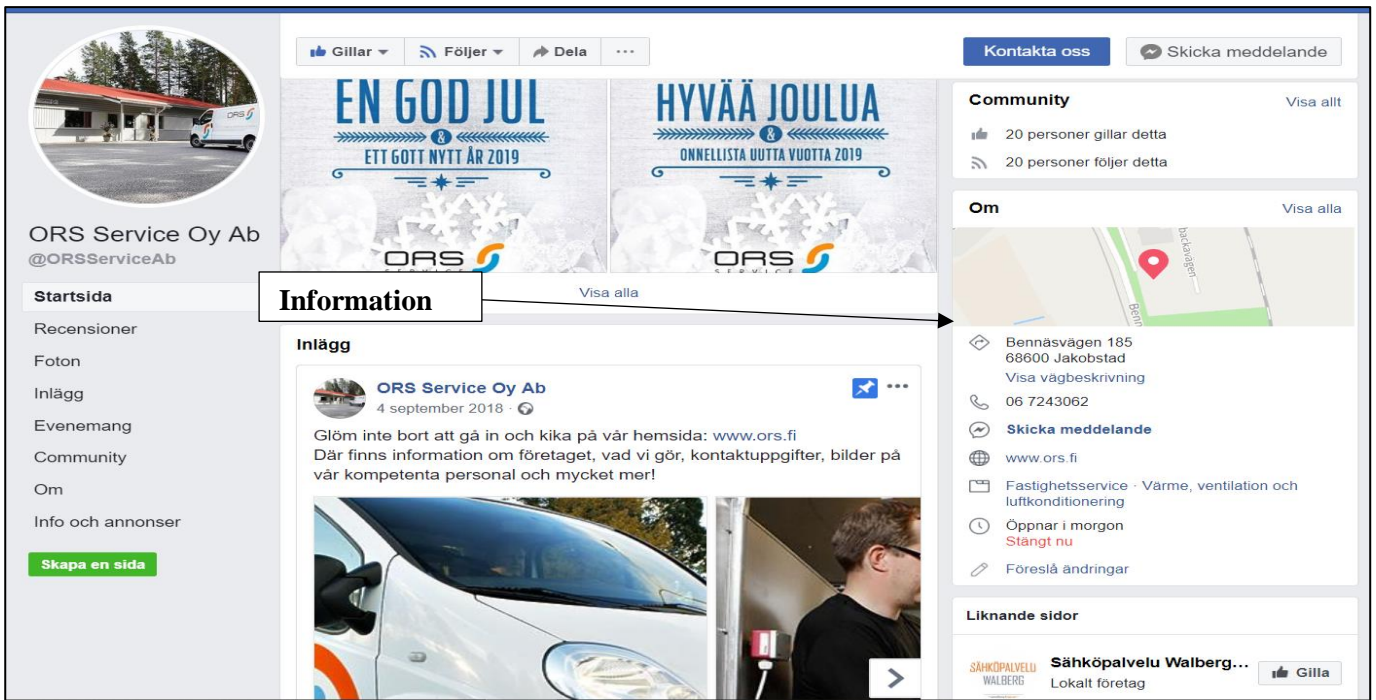 Gillar
Följer
Dela
Kontakta oss
Skicka meddelande
ORS
ORS Service Oy Ab
@ORSServiceAb
Startsida
Recensioner
Foton
Inlägg
Evenemang
Community
Om
Info och annonser
Skapa en sida
EN GOD JUL
&
ETT GOTT NYTT ÅR 2019
ORS
SERVICE
HYVÄÄ JOULUA
&
ONNELLISTA UUTTA VUOTTA 2019
ORS
SERVICE
Visa alla
Information
Inlägg
ORS Service Oy Ab
4 september 2018 ·
Glöm inte bort att gå in och kika på vår hemsida: www.ors.fi
Där finns information om företaget, vad vi gör, kontaktuppgifter, bilder på
vår kompetenta personal och mycket mer!
Community
Visa allt
20 personer gillar detta
20 personer följer detta
Om
Visa alla
backavägen
Benn
Bennäsvägen 185
68600 Jakobstad
Visa vägbeskrivning
06 7243062
Skicka meddelande
www.ors.fi
Fastighetsservice · Värme, ventilation och
luftkonditionering
Öppnar i morgon
Stängt nu
Föreslå ändringar
Liknande sidor
SÄHKÖPALVELU
WALBERG
Sähköpalvelu Walberg...
Lokalt företag
Gilla